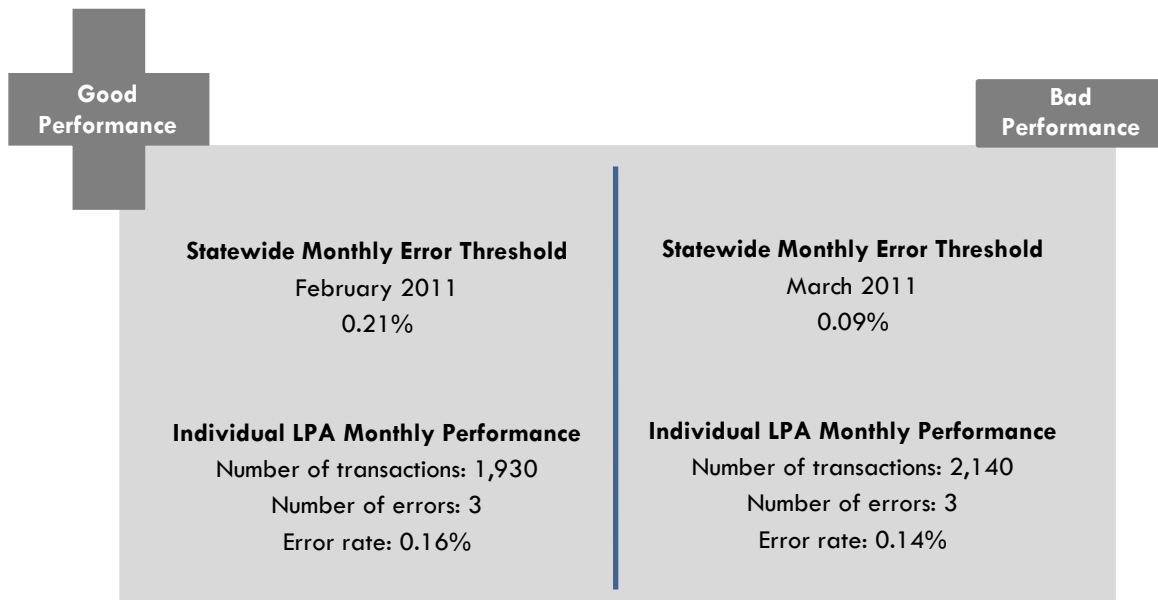 Good
Performance
Bad
Performance
Statewide Monthly Error Threshold
February 2011
0.21%
Individual LPA Monthly Performance
Number of transactions: 1,930
Number of errors: 3
Error rate: 0.16%
Statewide Monthly Error Threshold
March 2011
0.09%
Individual LPA Monthly Performance
Number of transactions: 2,140
Number of errors: 3
Error rate: 0.14%